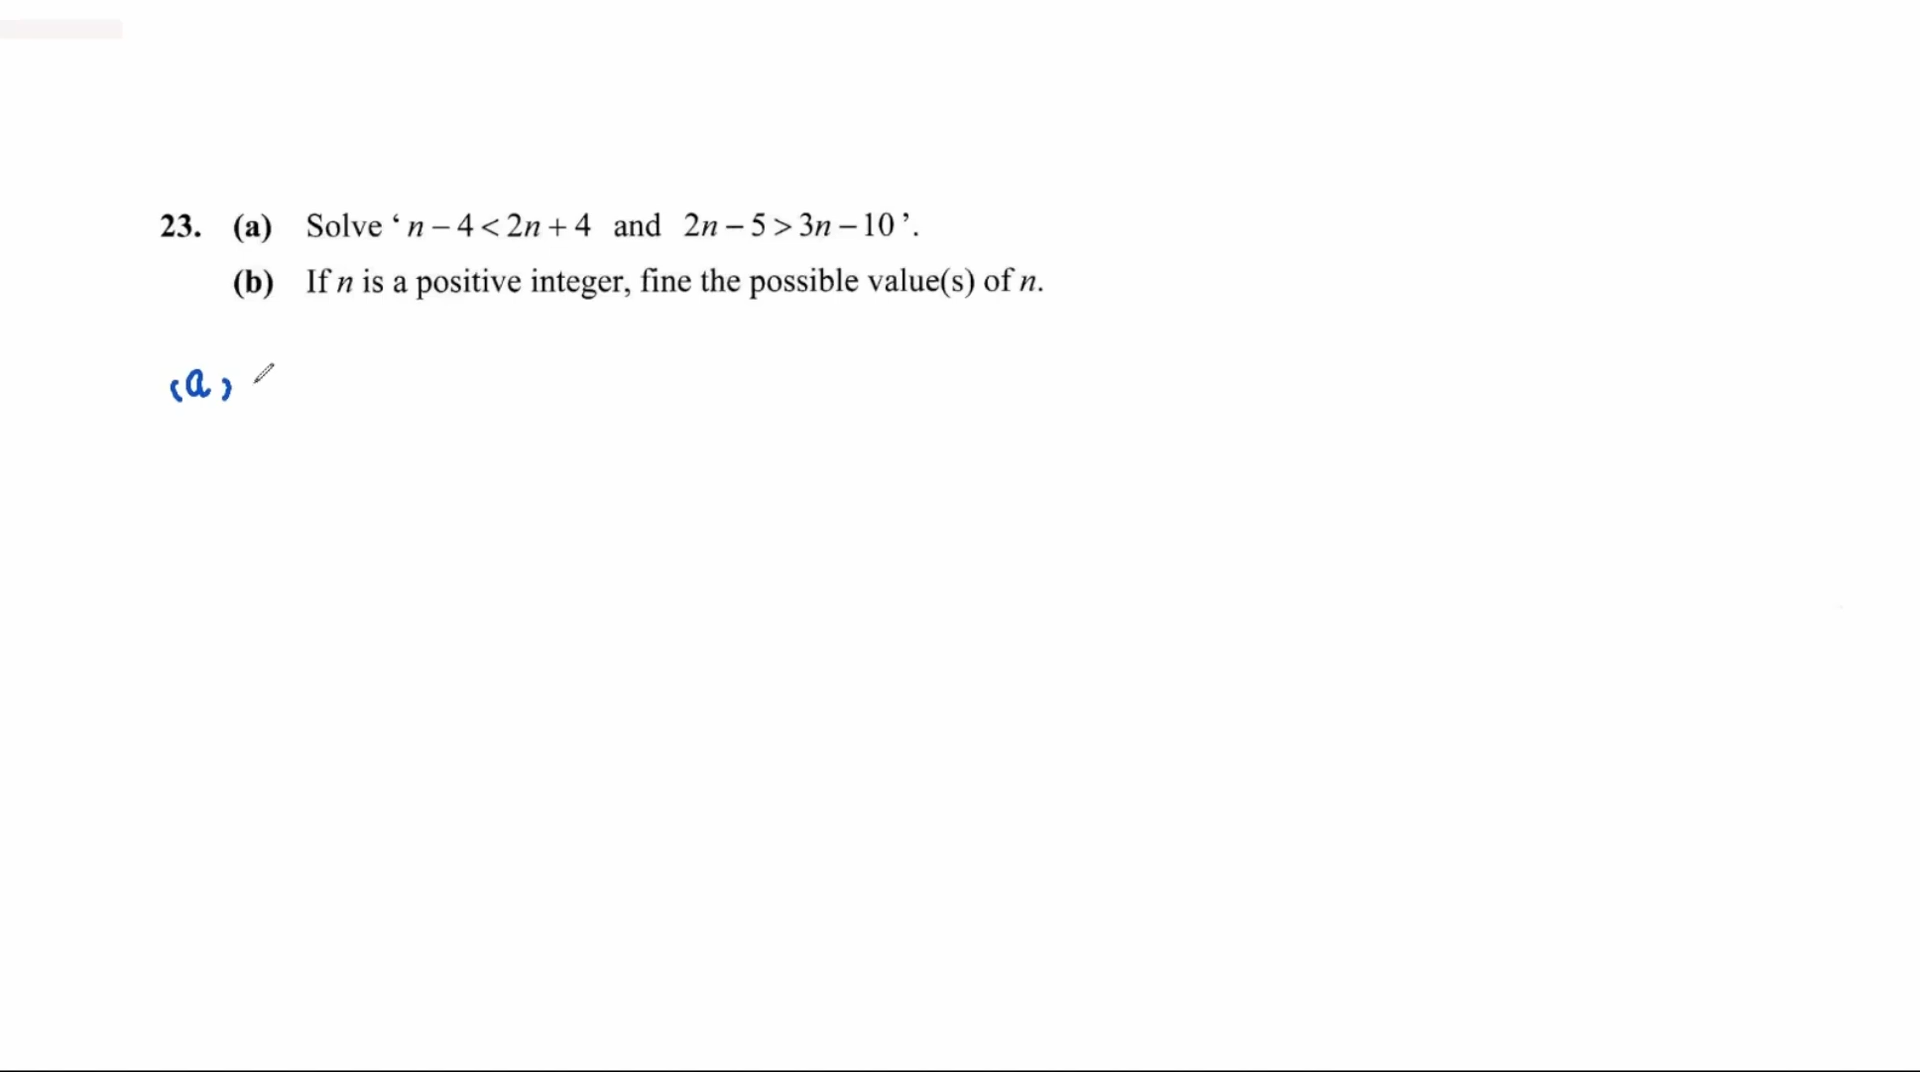 23. (a) Solve ‘ n – 4 < 2n + 4 and 2n – 5 > 3n – 10 ’.
(b) If n is a positive integer, fine the possible value(s) of n.
(a)